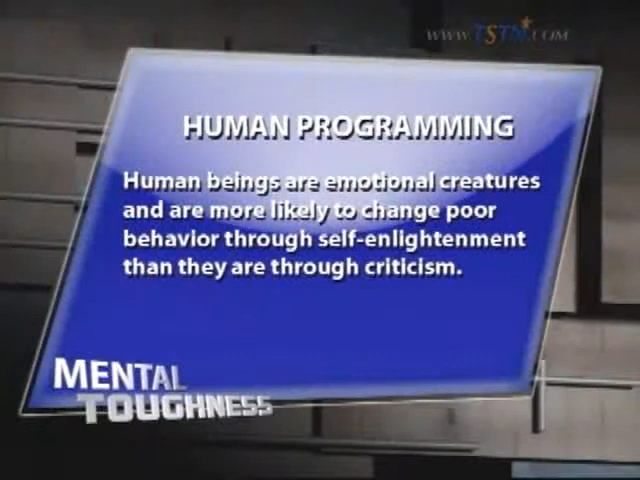 www.TSTN.com
HUMAN PROGRAMMING
Human beings are emotional creatures
and are more likely to change poor
behavior through self-enlightenment
than they are through criticism.
MENTAL
TOUGHNESS